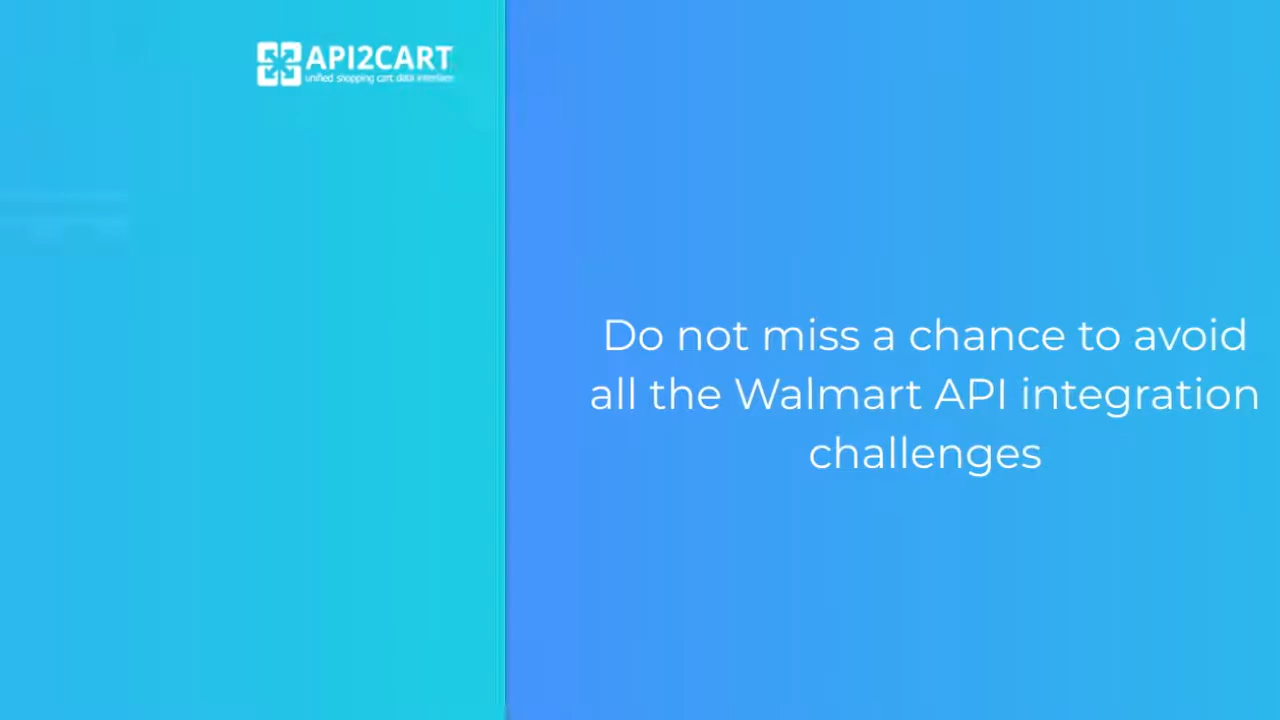 API2CART
unified shopping cart data interface
Do not miss a chance to avoid
all the Walmart API integration
challenges